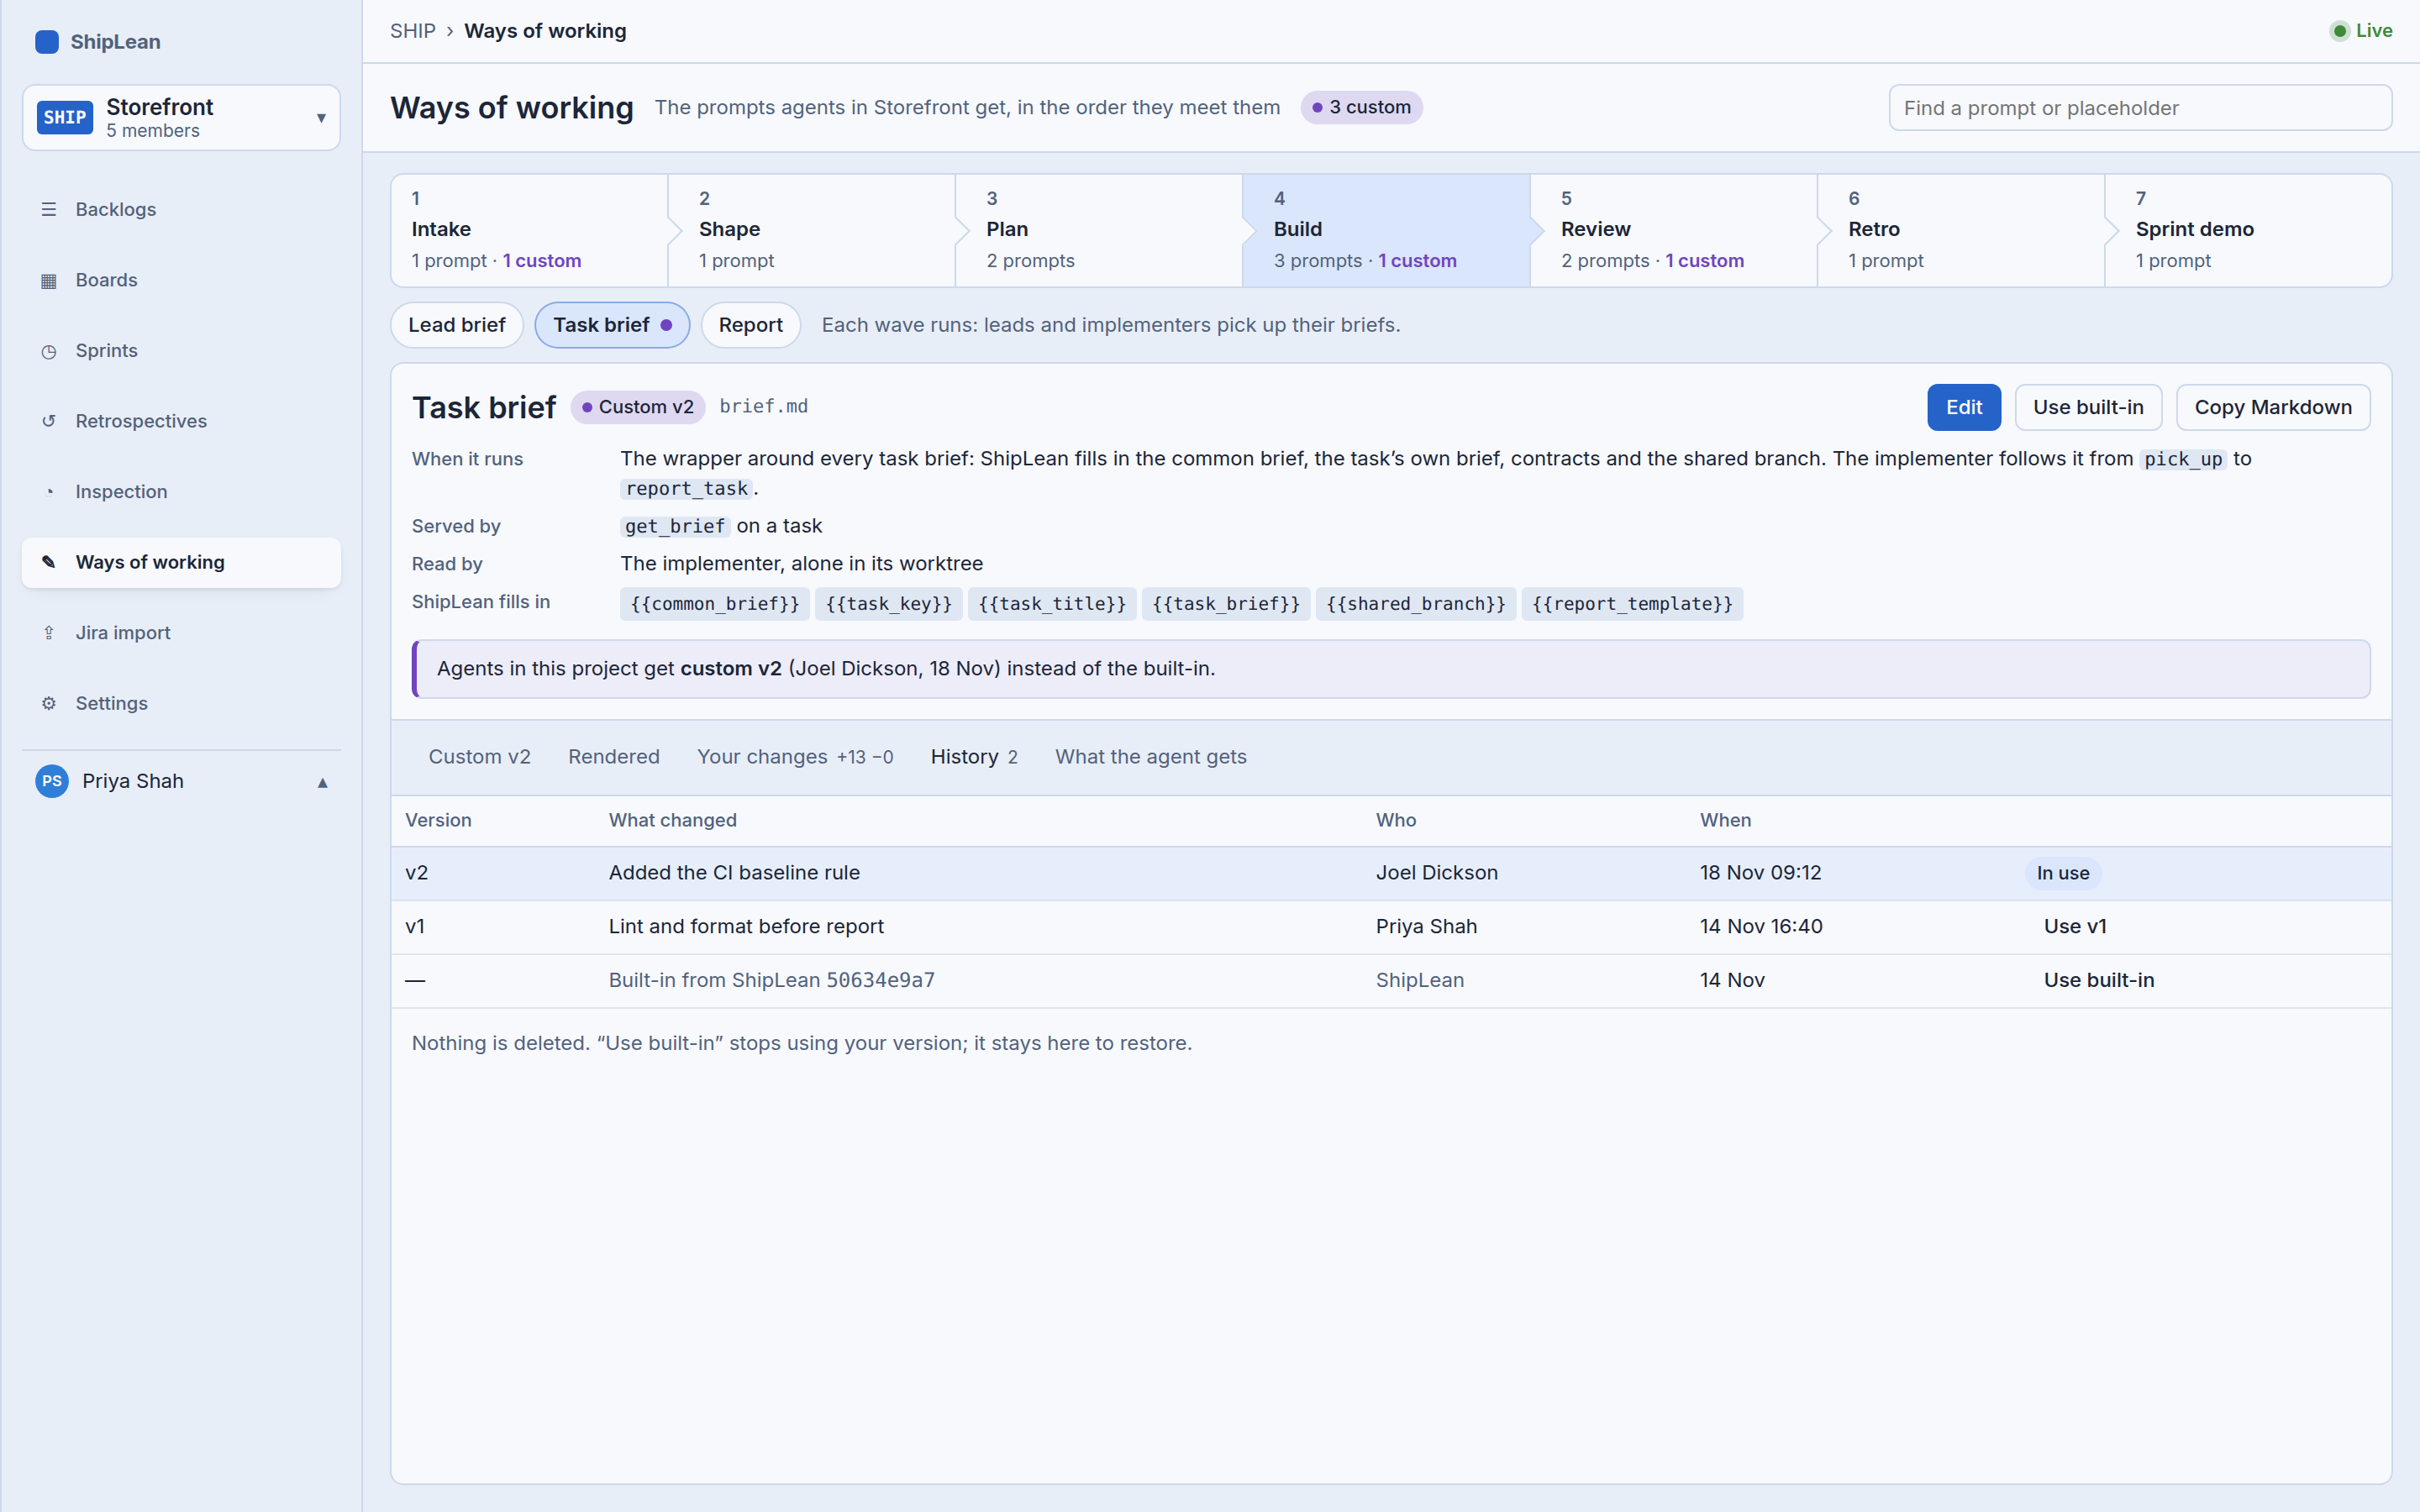 ShipLean
SHIP
Storefront
5 members
Backlogs
Boards
Sprints
Retrospectives
Inspection
Ways of working
Jira import
Settings
PS Priya Shah
SHIP › Ways of working
Live
Ways of working
The prompts agents in Storefront get, in the order they meet them
3 custom
Find a prompt or placeholder
1
Intake
1 prompt · 1 custom
2
Shape
1 prompt
3
Plan
2 prompts
4
Build
3 prompts · 1 custom
5
Review
2 prompts · 1 custom
6
Retro
1 prompt
7
Sprint demo
1 prompt
Lead brief
Task brief
Report
Each wave runs: leads and implementers pick up their briefs.
Task brief
Custom v2
brief.md
Edit
Use built-in
Copy Markdown
When it runs
The wrapper around every task brief: ShipLean fills in the common brief, the task’s own brief, contracts and the shared branch. The implementer follows it from pick_up to
report_task.
Served by
get_brief on a task
Read by
The implementer, alone in its worktree
ShipLean fills in
{{common_brief}} {{task_key}} {{task_title}} {{task_brief}} {{shared_branch}} {{report_template}}
Agents in this project get custom v2 (Joel Dickson, 18 Nov) instead of the built-in.
Custom v2
Rendered
Your changes +13 −0
History 2
What the agent gets
Version What changed Who When
v2 Added the CI baseline rule Joel Dickson 18 Nov 09:12 In use
v1 Lint and format before report Priya Shah 14 Nov 16:40 Use v1
— Built-in from ShipLean 50634e9a7 ShipLean 14 Nov Use built-in
Nothing is deleted. “Use built-in” stops using your version; it stays here to restore.